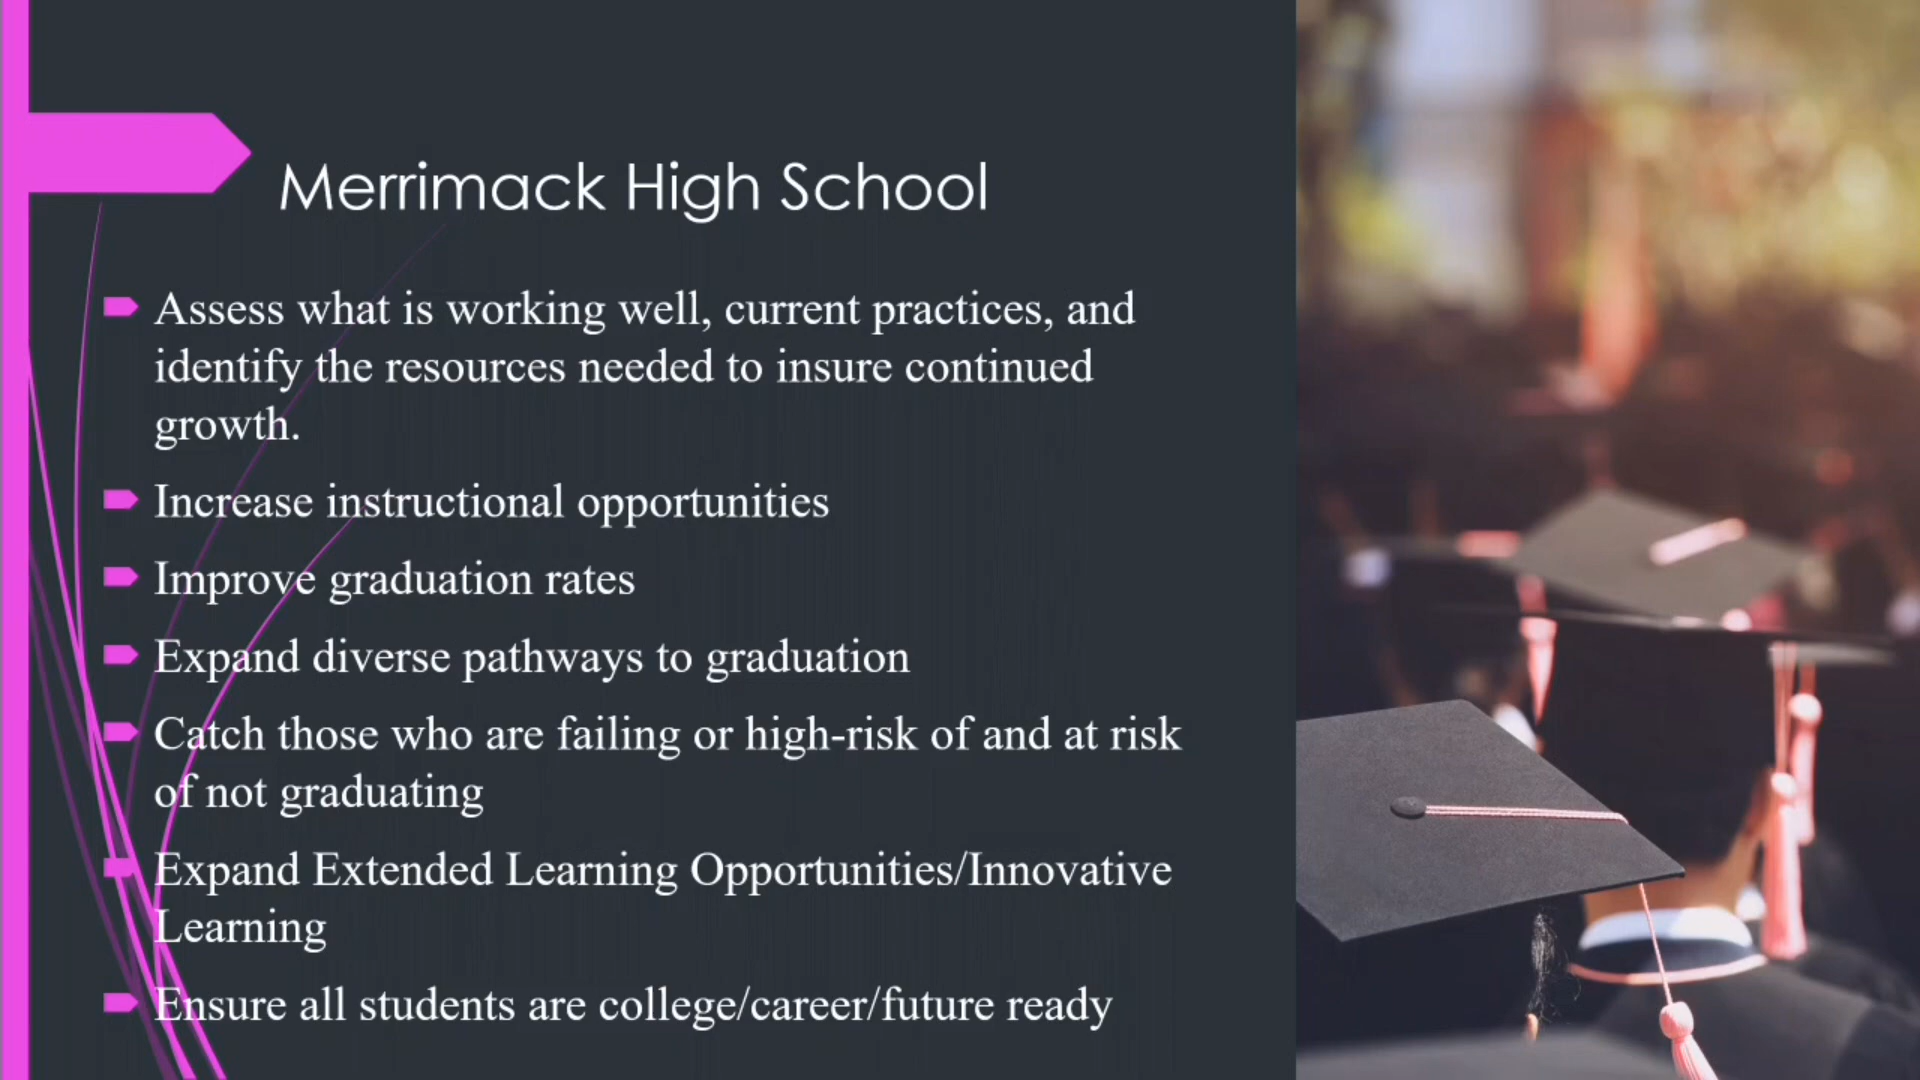 Merrimack High School
Assess what is working well, current practices, and
identify the resources needed to insure continued
growth.
Increase instructional opportunities
Improve graduation rates
Expand diverse pathways to graduation
Catch those who are failing or high-risk of and at risk
of not graduating
Expand Extended Learning Opportunities/Innovative
Learning
Ensure all students are college/career/future ready